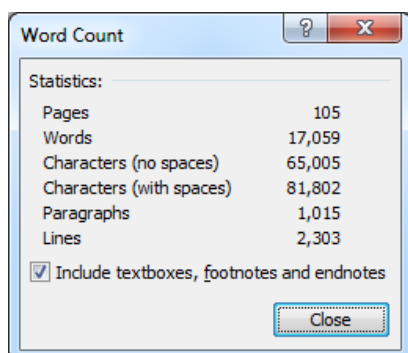 Word Count
Statistics:
Pages 105
Words 17,059
Characters (no spaces) 65,005
Characters (with spaces) 81,802
Paragraphs 1,015
Lines 2,303
Include textboxes, footnotes and endnotes
Close